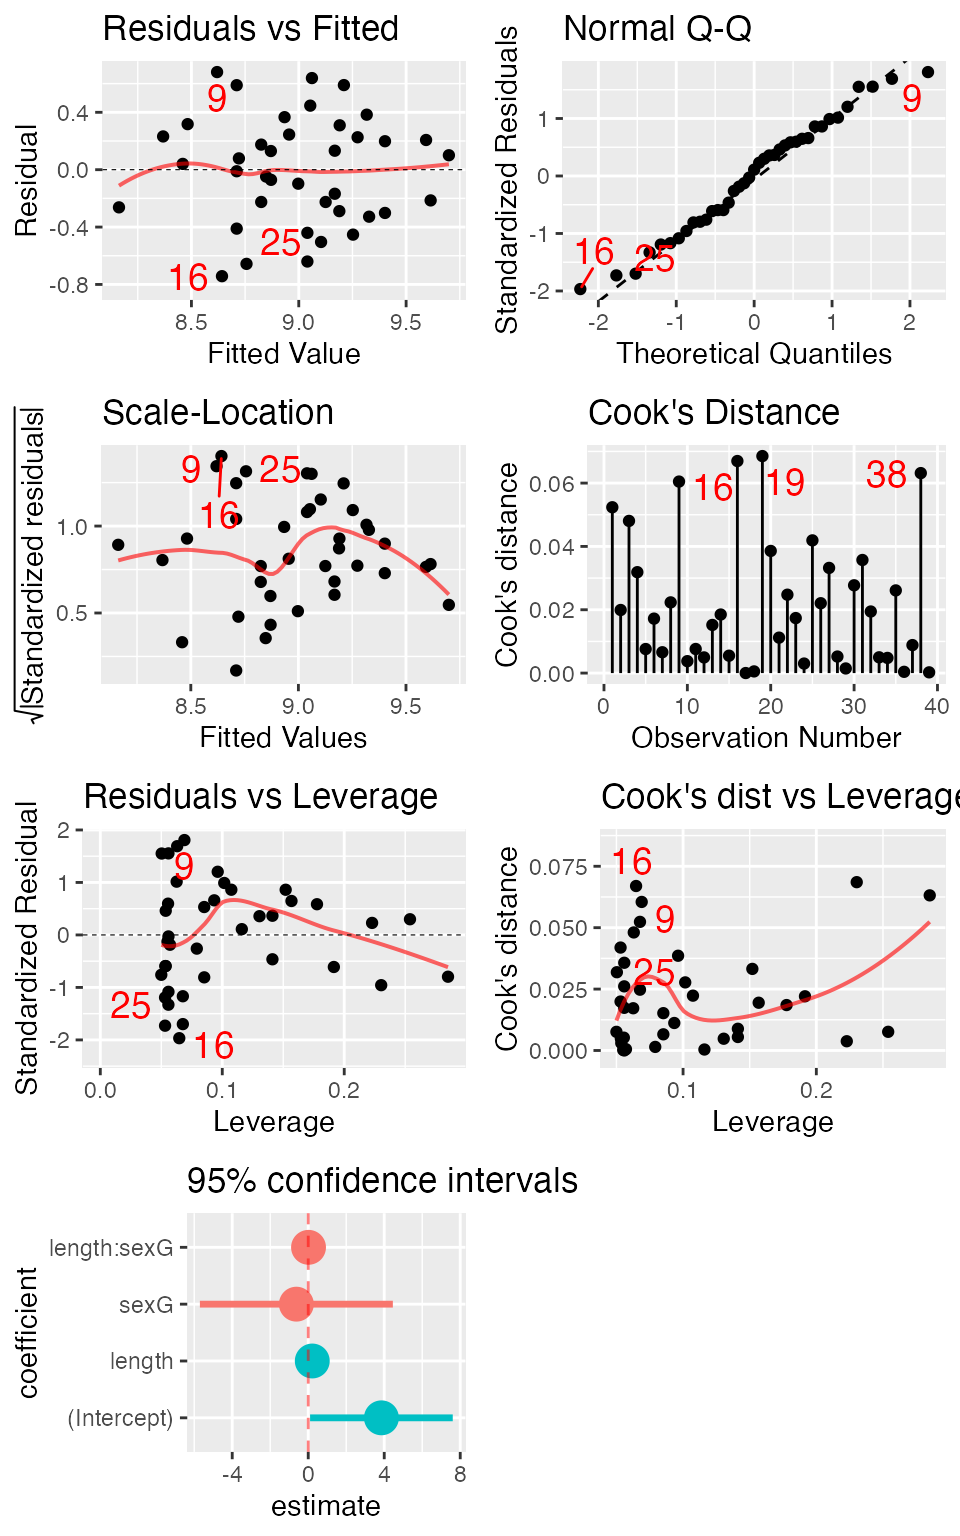 Residuals vs Fitted
Residual
0.4
0.0
-0.4
-0.8
9
25
16
8.5 9.0 9.5
Fitted Value
Normal Q-Q
Standardized Residuals
1
0
-1
-2
9
16
25
-2 -1 0 1 2
Theoretical Quantiles
Scale-Location
√|Standardized residuals|
1.0
0.5
9
25
16
8.5 9.0 9.5
Fitted Values
Cook's Distance
Cook's distance
0.06
0.04
0.02
0.00
16
19
38
0 10 20 30 40
Observation Number
Residuals vs Leverage
Standardized Residual
2
1
0
-1
-2
9
25
16
0.0 0.1 0.2
Leverage
Cook's dist vs Leverage
Cook's distance
0.075
0.050
0.025
0.000
16
9
25
0.1 0.2
Leverage
95% confidence intervals
coefficient
length:sexG
sexG
length
(Intercept)
-4 0 4 8
estimate